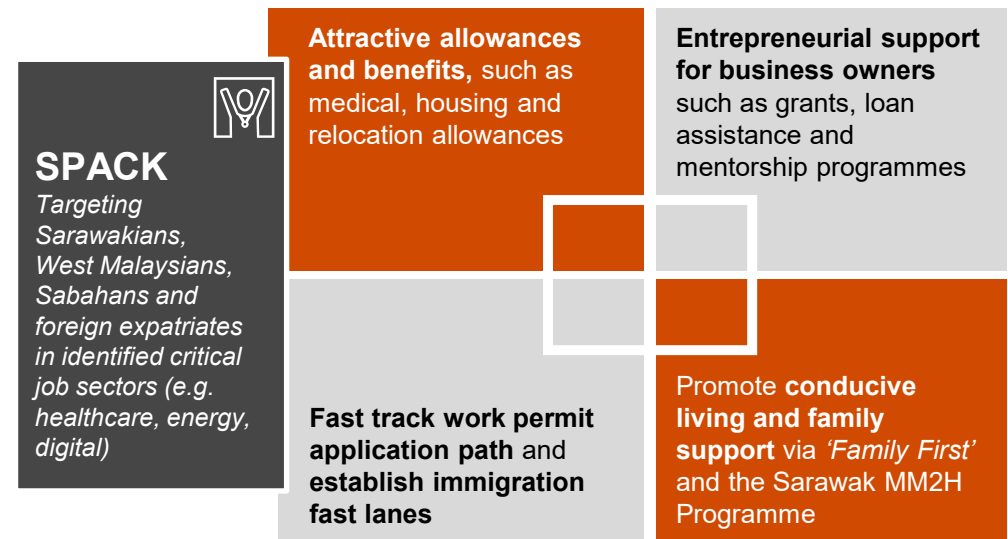 SPACK
Targeting
Sarawakians,
West Malaysians,
Sabahans and
foreign expatriates
in identified critical
job sectors (e.g.
healthcare, energy,
digital)
Attractive allowances
and benefits, such as
medical, housing and
relocation allowances
Entrepreneurial support
for business owners
such as grants, loan
assistance and
mentorship programmes
Fast track work permit
application path and
establish immigration
fast lanes
Promote conducive
living and family
support via ‘Family First’
and the Sarawak MM2H
Programme